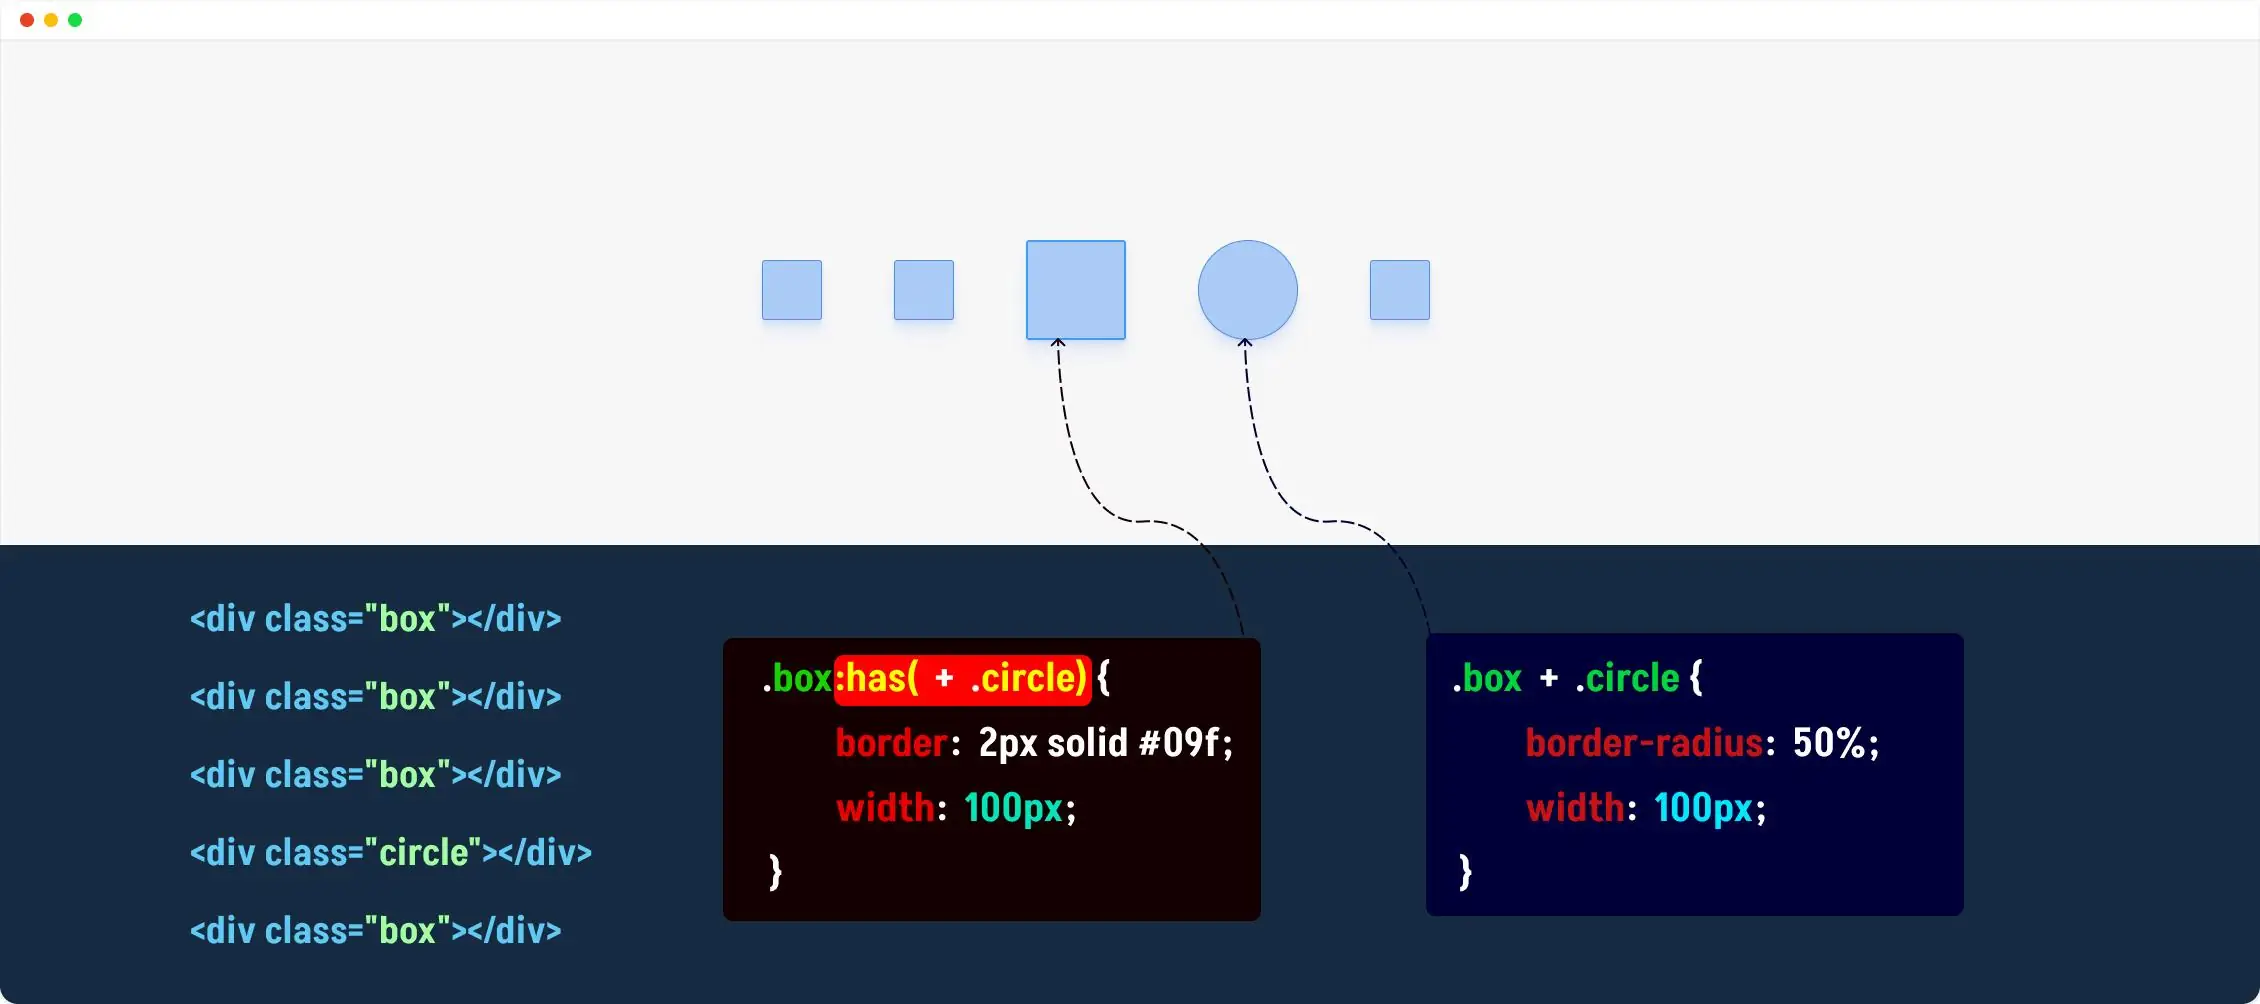 <div class="box"></div>
<div class="box"></div>
<div class="box"></div>
<div class="circle"></div>
<div class="box"></div>
.box:has( + .circle) {
border: 2px solid #09f;
width: 100px;
}
.box + .circle {
border-radius: 50%;
width: 100px;
}